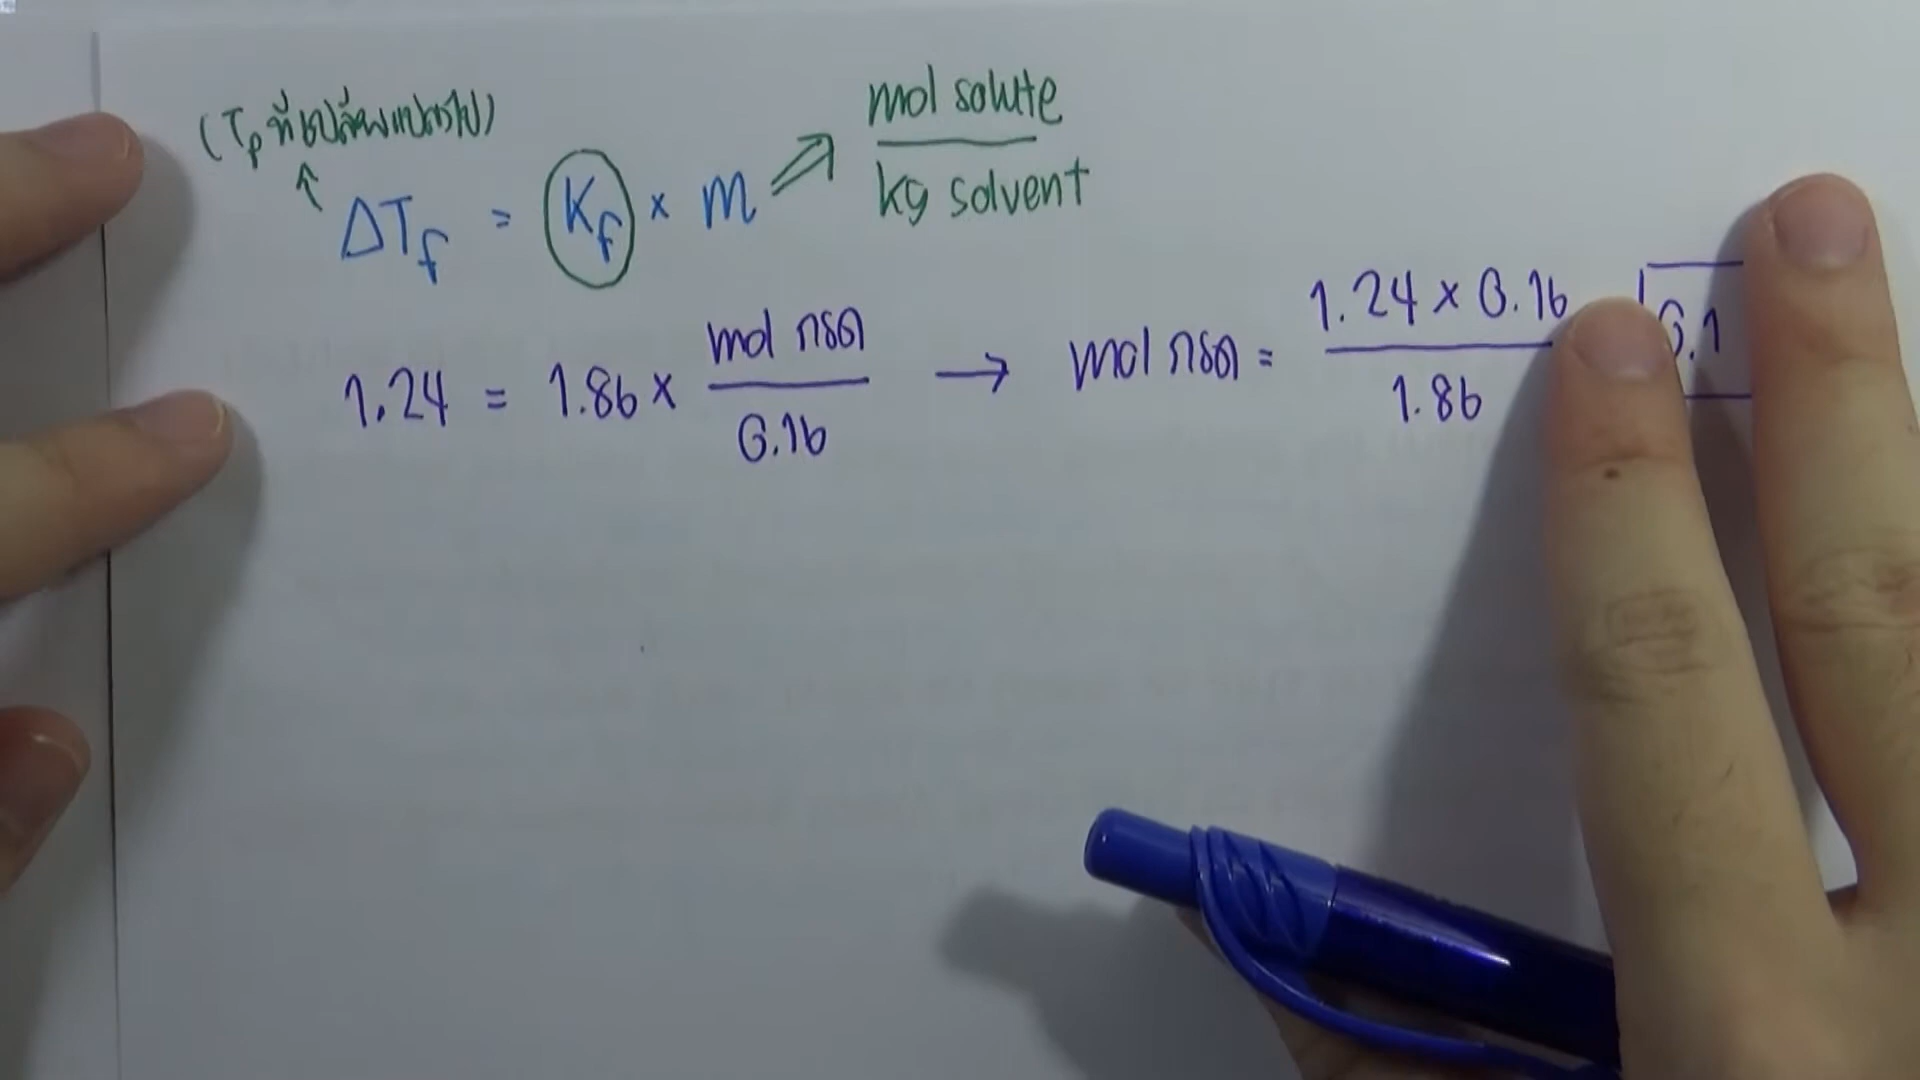 mol solute
(Tp ที่เปลี่ยนแปลงไป)
↑ ΔTf = Kf × m ⇒ kg solvent
1.24 = 1.86 × mol กรด / 0.16 → mol กรด = 1.24 × 0.16 / 1.86 0.1